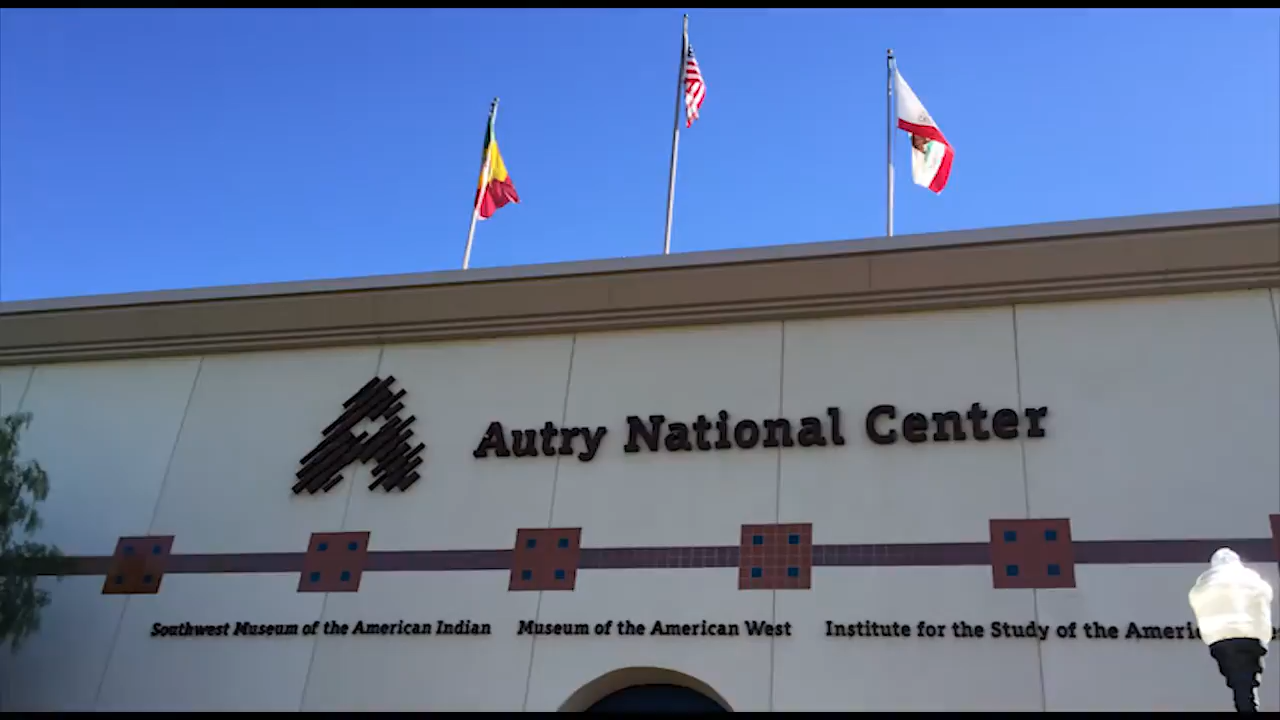 Autry National Center
Southwest Museum of the American Indian Museum of the American West Institute for the Study of the